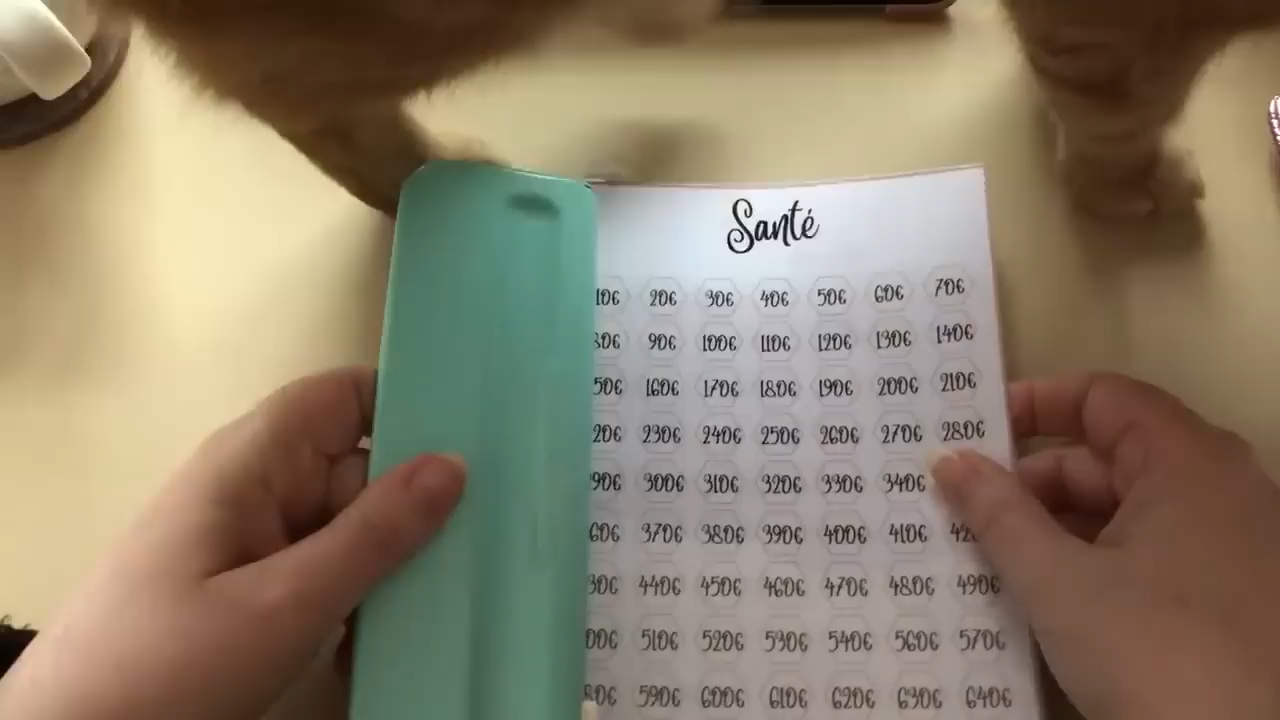 Santé
10€ 20€ 30€ 40€ 50€ 60€ 70€
90€ 100€ 110€ 120€ 130€ 140€
160€ 170€ 180€ 190€ 200€ 210€
230€ 240€ 250€ 260€ 270€ 280€
300€ 310€ 320€ 330€ 340€
370€ 380€ 390€ 400€ 410€
440€ 450€ 460€ 470€ 480€ 490€
510€ 520€ 530€ 540€ 560€ 570€
590€ 600€ 610€ 620€ 630€ 640€